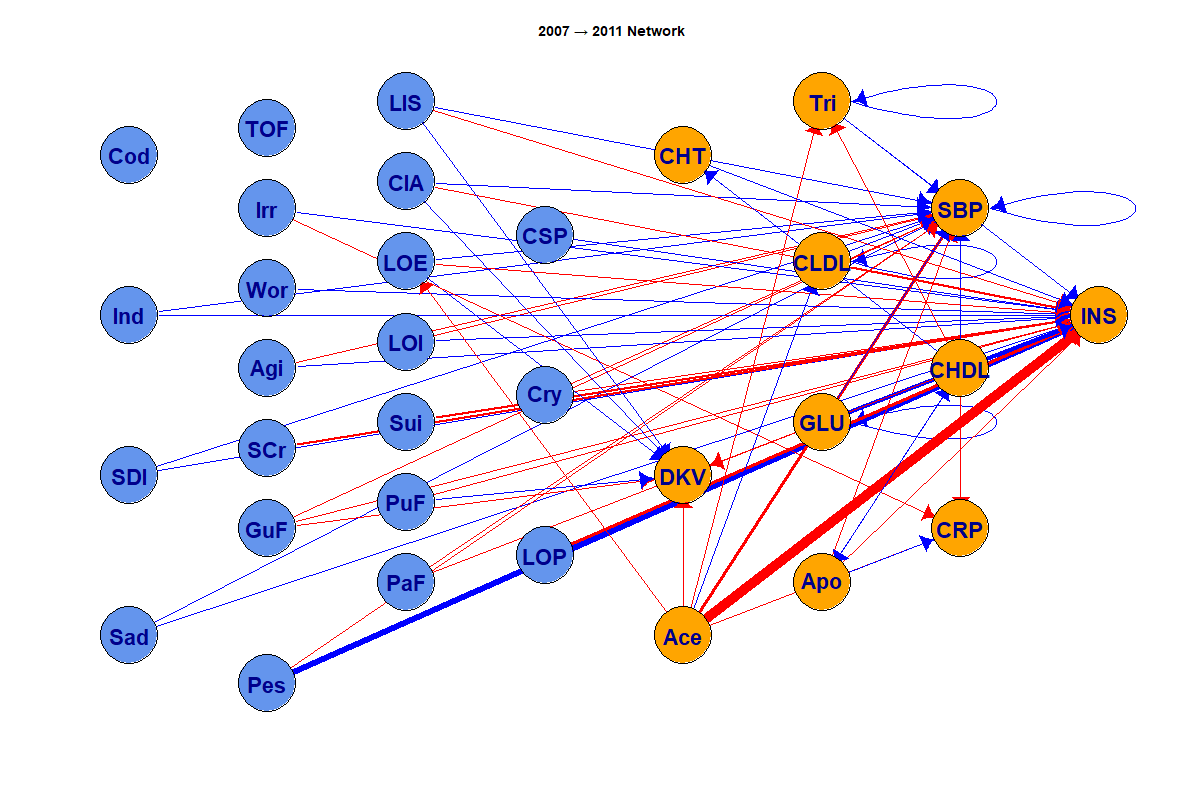 2007 → 2011 Network
LIS
Tri
TOF
Cod
CHT
CIA
Irr
SBP
CSP
LOE
CLDL
Wor
Ind
INS
LOI
Agi
CHDL
Cry
Sui
GLU
SCr
SDI
DKV
PuF
GuF
CRP
LOP
PaF
Apo
Sad
Ace
Pes